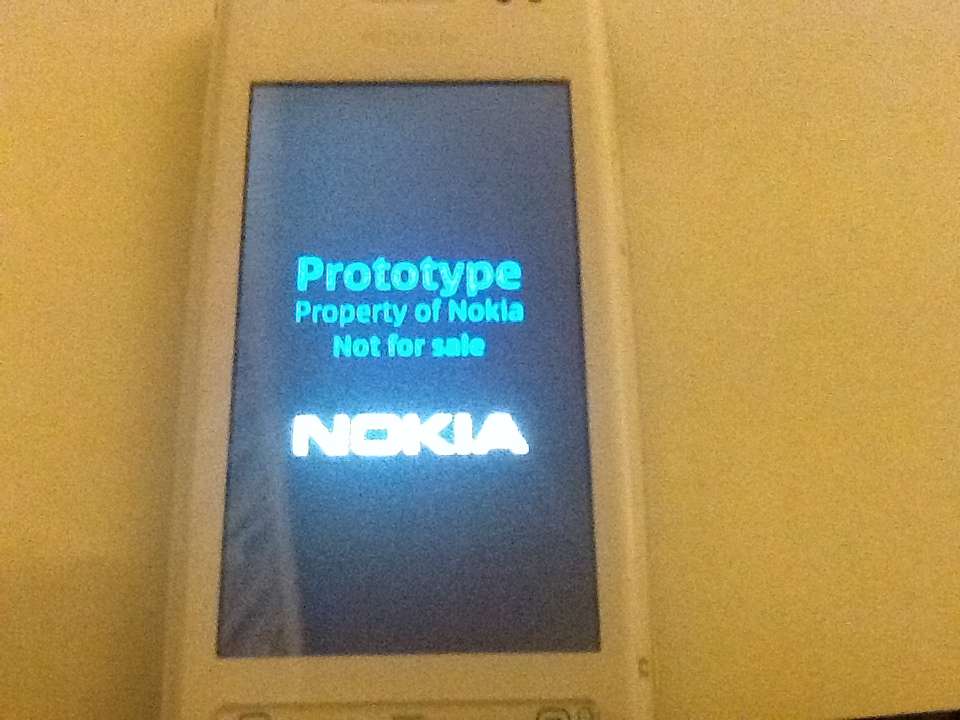 Prototype
Property of Nokia
Not for sale
NOKIA